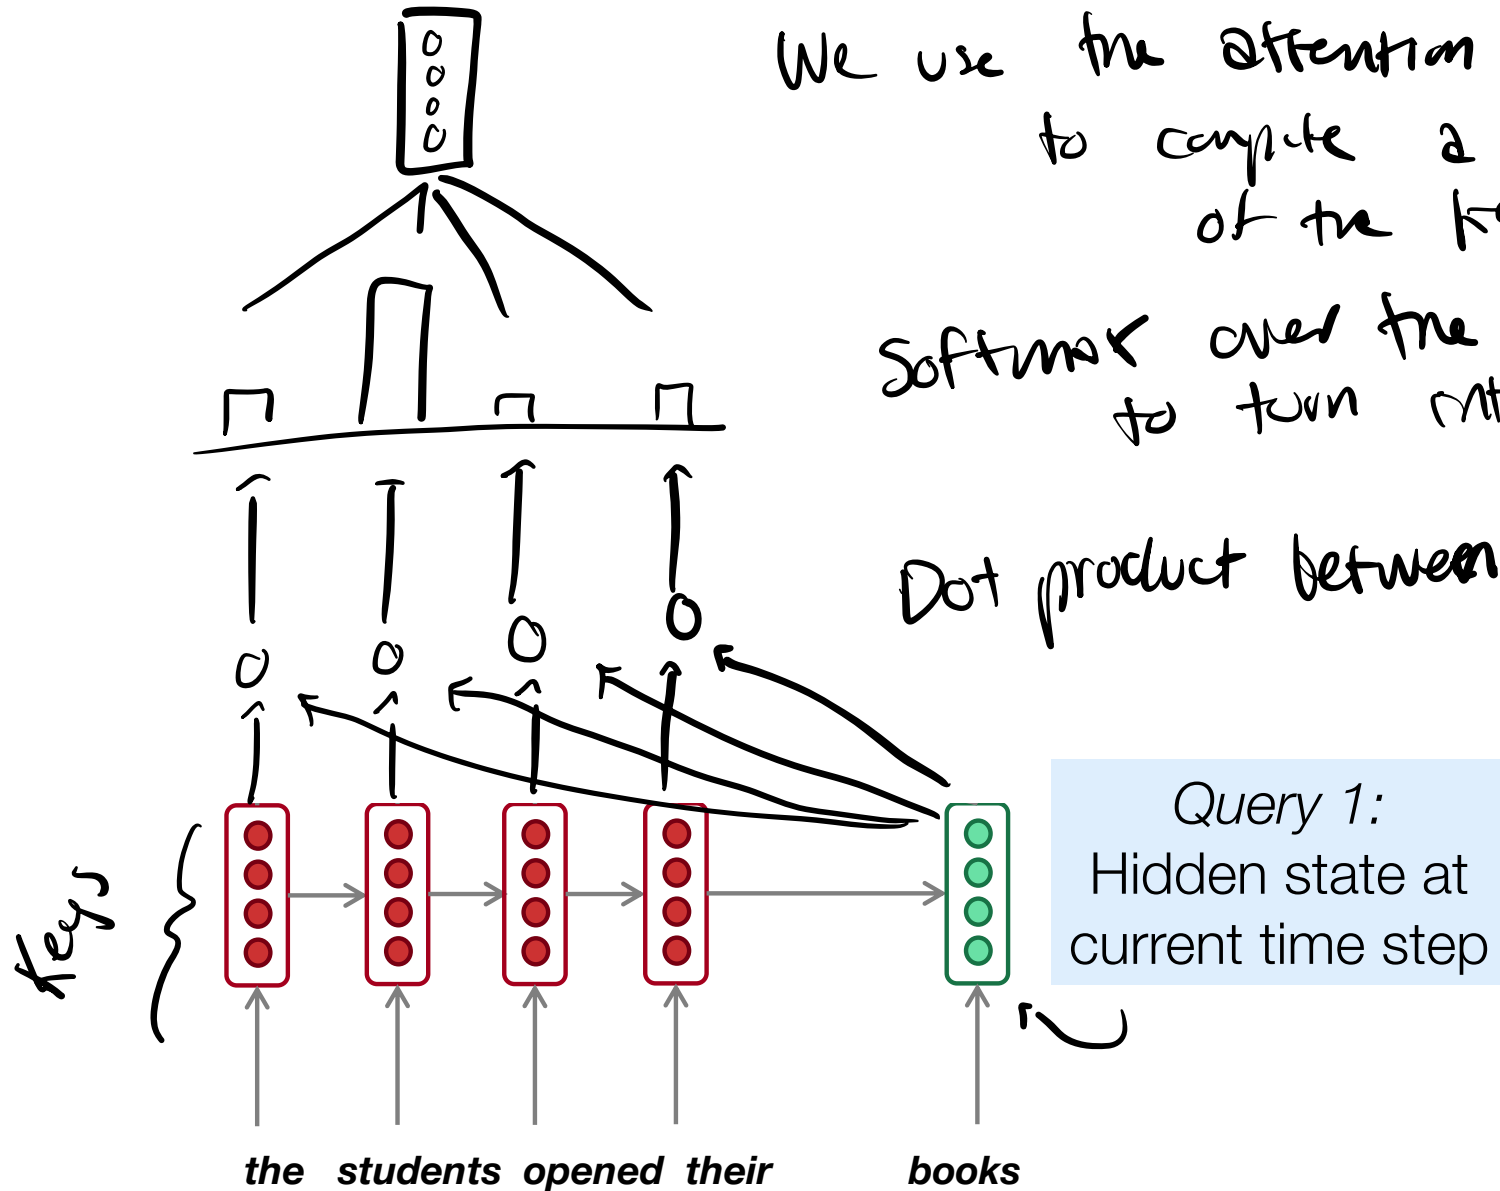 We use the attention
to compute a
of the
Softmax over the
to turn
Dot product between
Query 1:
Hidden state at
current time step
Keys
the students opened their books